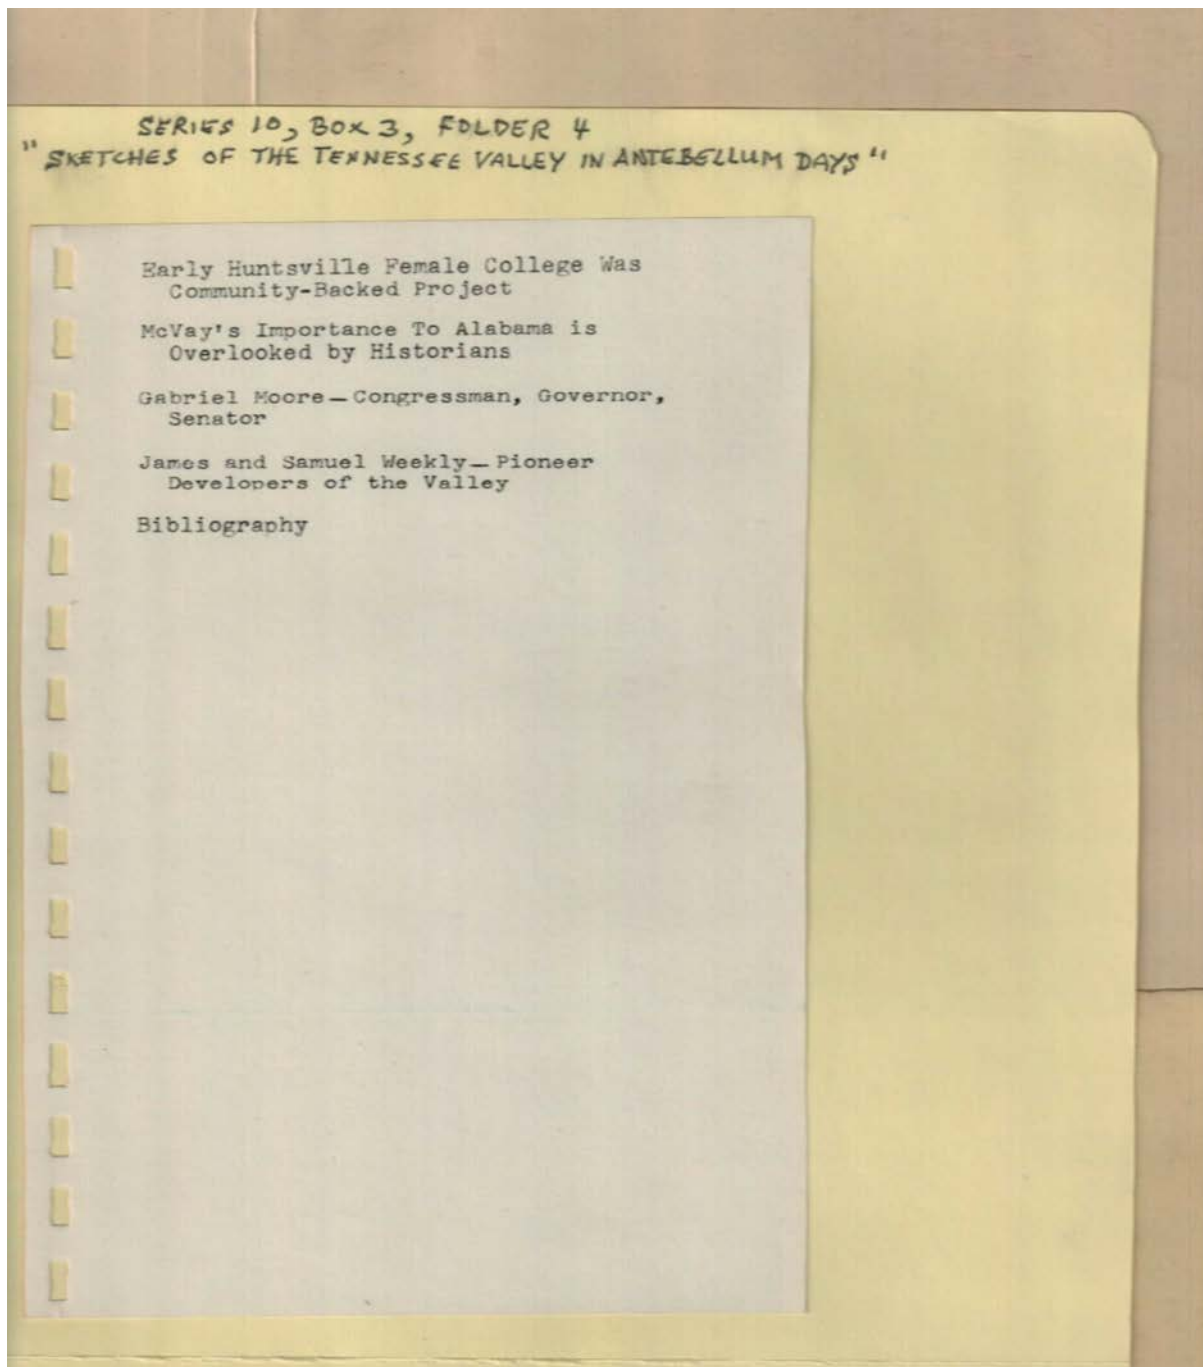 SERIES 10, BOX 3, FOLDER 4
"SKETCHES OF THE TENNESSEE VALLEY IN ANTEBELLUM DAYS"
Early Huntsville Female College Was
Community-Backed Project
McVay's Importance To Alabama is
Overlooked by Historians
Gabriel Moore—Congressman, Governor,
Senator
James and Samuel Weekly—Pioneer
Developers of the Valley
Bibliography